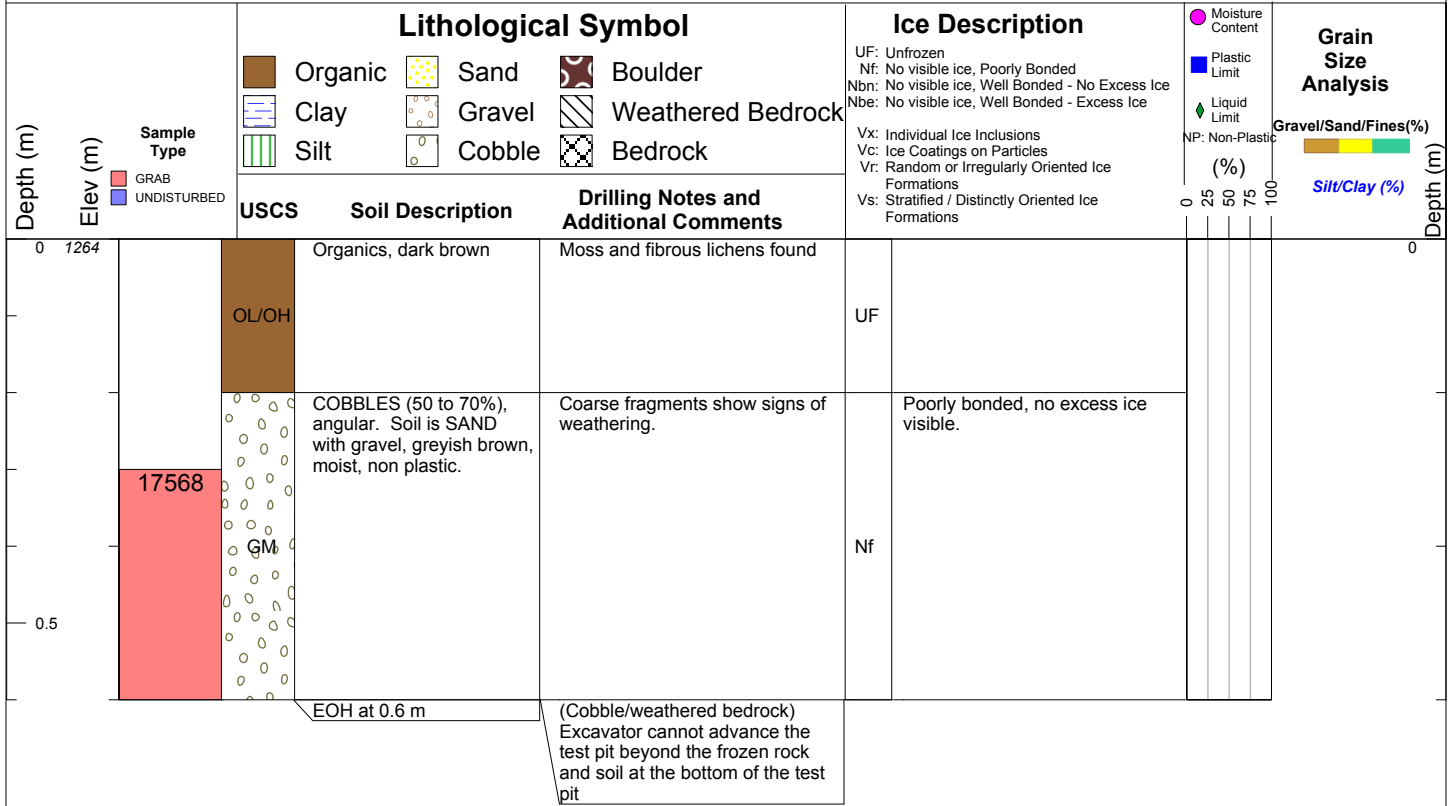 Lithological Symbol
Organic
Sand
Boulder
Clay
Gravel
Weathered Bedrock
Silt
Cobble
Bedrock
Ice Description
UF: Unfrozen
Nf: No visible ice, Poorly Bonded
Nbn: No visible ice, Well Bonded - No Excess Ice
Nbe: No visible ice, Well Bonded - Excess Ice
Vx: Individual Ice Inclusions
Vc: Ice Coatings on Particles
Vr: Random or Irregularly Oriented Ice
Formations
Vs: Stratified / Distinctly Oriented Ice
Formations
Moisture
Content
Plastic
Limit
Liquid
Limit
NP: Non-Plastic
(%)
0
25
50
75
100
Grain
Size
Analysis
Gravel/Sand/Fines(%)
Silt/Clay (%)
Depth (m)
Depth (m)
Elev (m)
Sample
Type
GRAB
UNDISTURBED
USCS
Soil Description
Drilling Notes and
Additional Comments
0
1264
Organics, dark brown
Moss and fibrous lichens found
0
OL/OH
UF
COBBLES (50 to 70%),
angular. Soil is SAND
with gravel, greyish brown,
moist, non plastic.
Coarse fragments show signs of
weathering.
Poorly bonded, no excess ice
visible.
17568
GM
Nf
0.5
EOH at 0.6 m
(Cobble/weathered bedrock)
Excavator cannot advance the
test pit beyond the frozen rock
and soil at the bottom of the test
pit